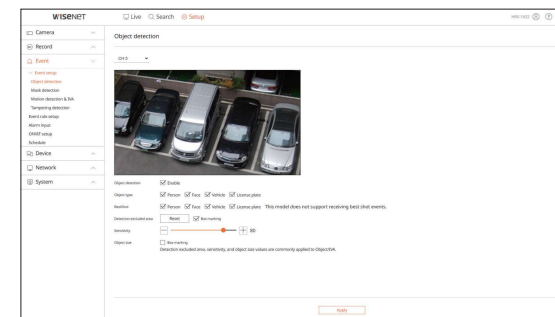 WISENET
Live Search Setup
HRX-1632
Camera
Record
Event
Event setup
Object detection
Mask detection
Motion detection & IVA
Tampering detection
Event rule setup
Alarm input
ONVIF setup
Schedule
Device
Network
System
Object detection
CH 5
Object detection Enable
Object type Person Face Vehicle License plate
BestShot Person Face Vehicle License plate This model does not support receiving best shot events.
Detection excluded area Reset Box marking
Sensitivity 80
Object size Box marking
Detection excluded area, sensitivity, and object size values are commonly applied to Object/IVA.
Apply